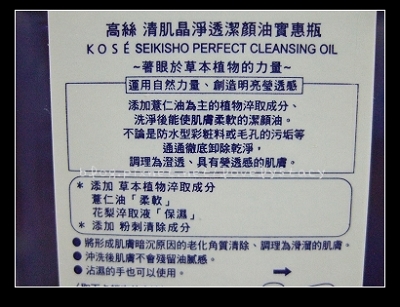 高絲 清肌晶淨透潔顏油實惠瓶
KOSÉ SEIKISHO PERFECT CLEANSING OIL
~著眼於草本植物的力量~
運用自然力量、創造明亮瑩透感
添加薏仁油為主的植物淬取成分、
洗淨後能使肌膚柔軟的潔顏油。
不論是防水型彩粧料或毛孔的污垢等
通通徹底卸除乾淨，
調理為澄透、具有瑩透感的肌膚。
* 添加 草本植物淬取成分
薏仁油「柔軟」
花梨淬取液「保濕」
* 添加 粉刺清除成分
● 將形成肌膚暗沉原因的老化角質清除、調理為滑溜的肌膚。
● 沖洗後肌膚不會殘留油膩感。
● 沾濕的手也可以使用。